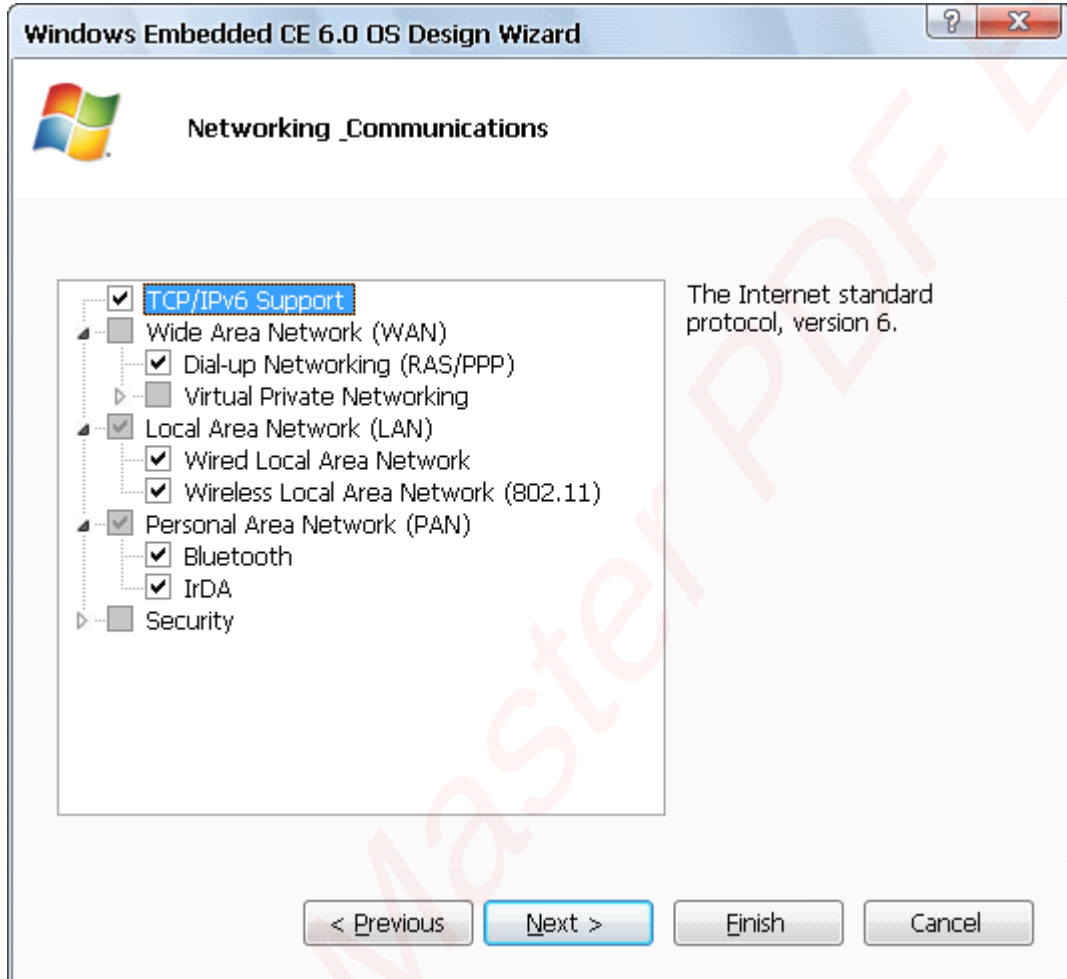 Windows Embedded CE 6.0 OS Design Wizard
?
X
Networking _Communications
TCP/IPv6 Support
Wide Area Network (WAN)
Dial-up Networking (RAS/PPP)
Virtual Private Networking
Local Area Network (LAN)
Wired Local Area Network
Wireless Local Area Network (802.11)
Personal Area Network (PAN)
Bluetooth
IrDA
Security
The Internet standard
protocol, version 6.
Master PDF E
< Previous
Next >
Finish
Cancel